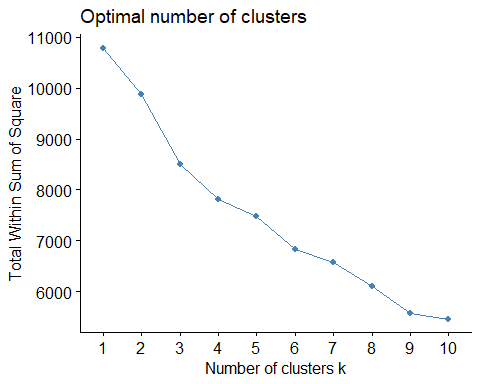 Optimal number of clusters
Total Within Sum of Square
11000
10000
9000
8000
7000
6000
1 2 3 4 5 6 7 8 9 10
Number of clusters k